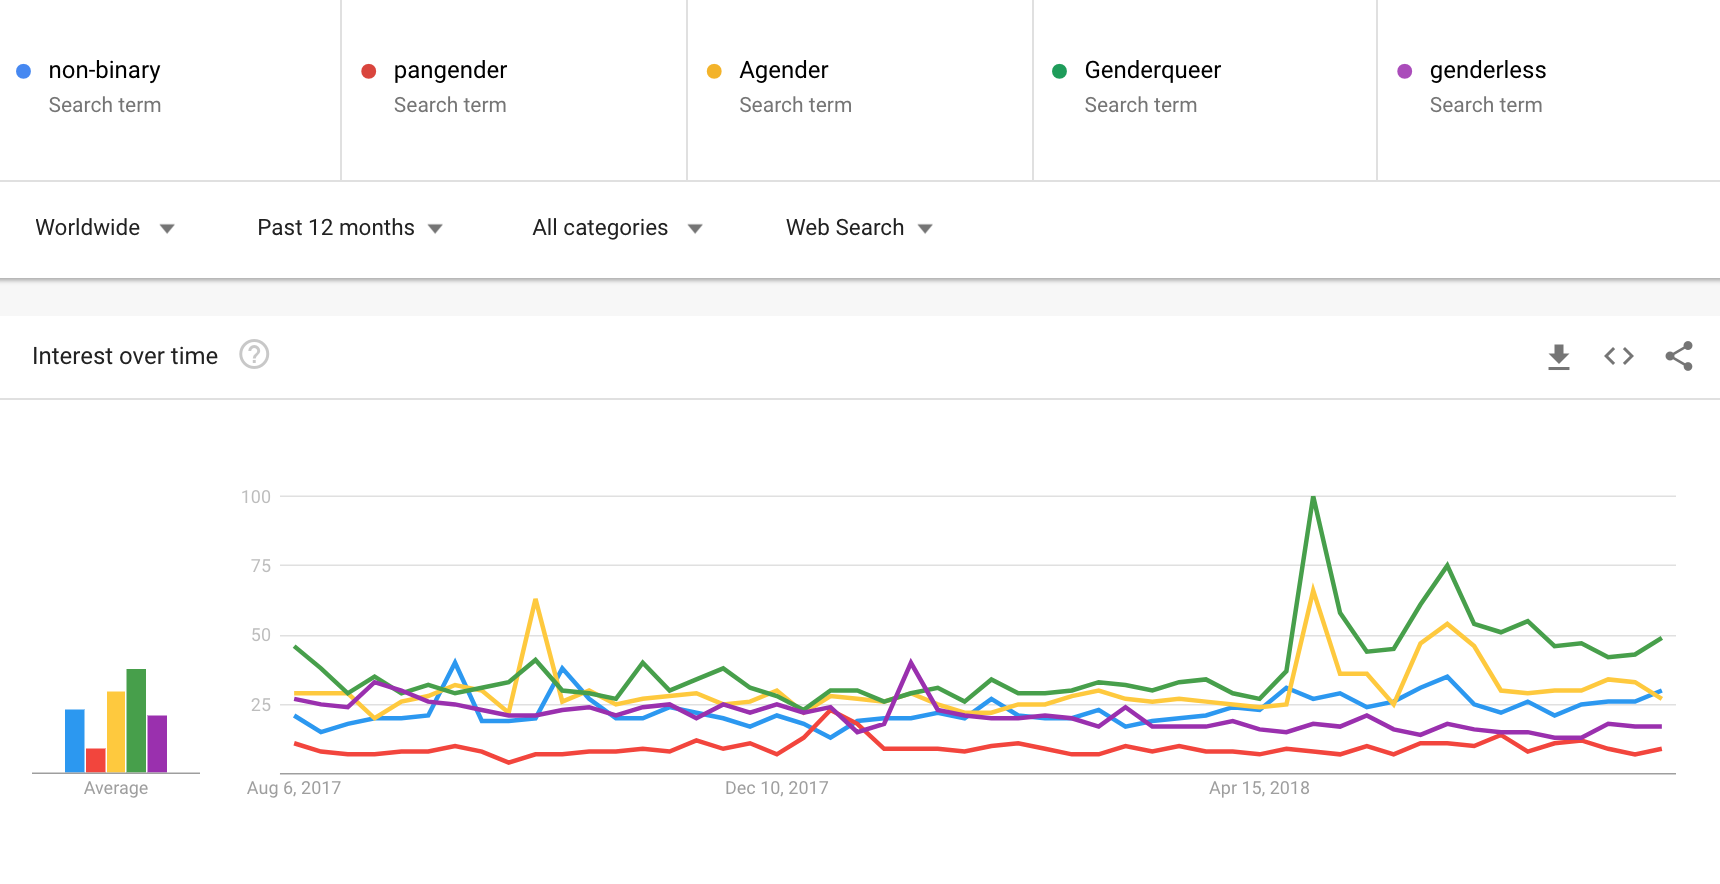 non-binary
Search term
pangender
Search term
Agender
Search term
Genderqueer
Search term
genderless
Search term
Worldwide
Past 12 months
All categories
Web Search
Interest over time
?
100
75
50
25
Average
Aug 6, 2017
Dec 10, 2017
Apr 15, 2018